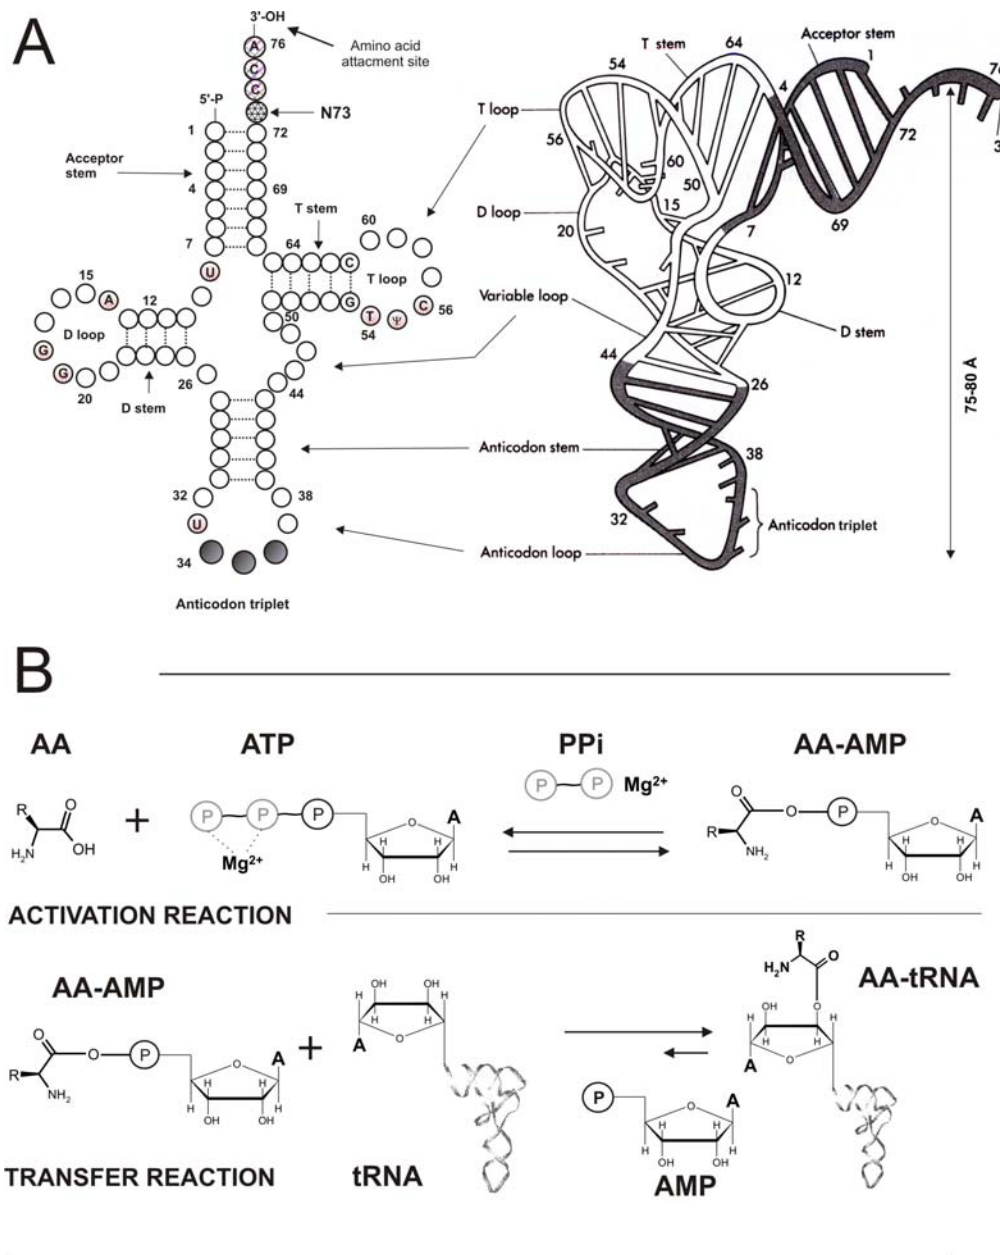 A
3'-OH
A 76
C
C
Amino acid
attacment site
5'-P
N73
1
72
Acceptor
stem
4
69
7
U
T stem
64
60
C
T loop
15
A
12
D loop
G
G
20
D stem
26
50
G
T
Ψ
C
56
54
44
32
38
U
34
Anticodon triplet
T stem
64
Acceptor stem
1
54
4
T loop
56
60
50
72
15
D loop
20
7
69
12
Variable loop
D stem
44
26
75-80 A
Anticodon stem
38
32
Anticodon triplet
Anticodon loop
B
AA
ATP
PPi
AA-AMP
R
O
OH
H₂N
+
P
P
P
Mg²⁺
O
A
H
H
H
H
OH
OH
P
P
Mg²⁺
O
O
P
R
NH₂
O
A
H
H
H
H
OH
OH
ACTIVATION REACTION
AA-AMP
O
O
P
R
NH₂
O
A
H
H
H
H
OH
OH
+
OH
OH
H
H
H
H
A
O
P
O
A
H
H
H
H
OH
OH
R
H₂N
O
AA-tRNA
O
OH
H
H
H
H
A
O
TRANSFER REACTION
tRNA
AMP